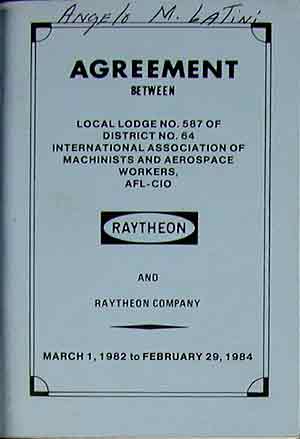 Angelo M. LaTini
AGREEMENT
BETWEEN
LOCAL LODGE NO. 587 OF
DISTRICT NO. 64
INTERNATIONAL ASSOCIATION OF
MACHINISTS AND AEROSPACE
WORKERS,
AFL-CIO
RAYTHEON
AND
RAYTHEON COMPANY
MARCH 1, 1982 to FEBRUARY 29, 1984